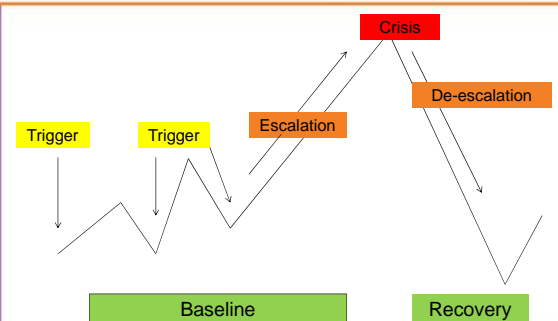 Crisis
De-escalation
Escalation
Trigger
Trigger
Baseline
Recovery